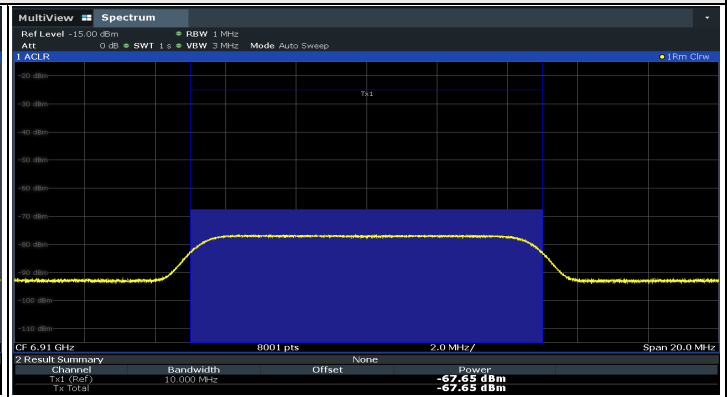 MultiView Spectrum
Ref Level -15.00 dBm RBW 1 MHz
Att 0 dB SWT 1 s VBW 3 MHz Mode Auto Sweep
1 ACLR 1Rm Clrw
-20 dBm
Tx1
-30 dBm
-40 dBm
-50 dBm
-60 dBm
-70 dBm
-80 dBm
-90 dBm
-100 dBm
-110 dBm
CF 6.91 GHz 8001 pts 2.0 MHz/ Span 20.0 MHz
2 Result Summary None
Channel Bandwidth Offset Power
Tx1 (Ref) 10.000 MHz -67.65 dBm
Tx Total -67.65 dBm